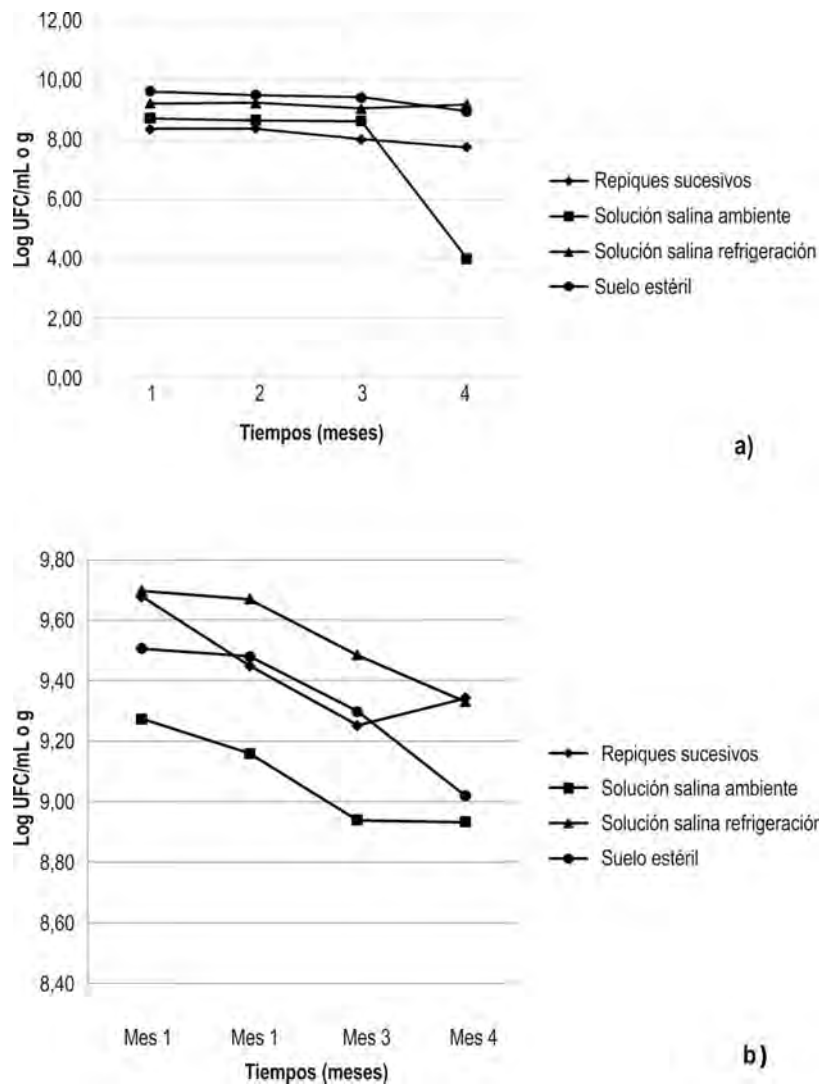 12,00
10,00
8,00
6,00
4,00
2,00
0,00
Log UFC/mL o g
1 2 3 4
Tiempos (meses)
Repiques sucesivos
Solución salina ambiente
Solución salina refrigeración
Suelo estéril
a)
9,80
9,60
9,40
9,20
9,00
8,80
8,60
8,40
Log UFC/mL o g
Mes 1 Mes 1 Mes 3 Mes 4
Tiempos (meses)
Repiques sucesivos
Solución salina ambiente
Solución salina refrigeración
Suelo estéril
b)